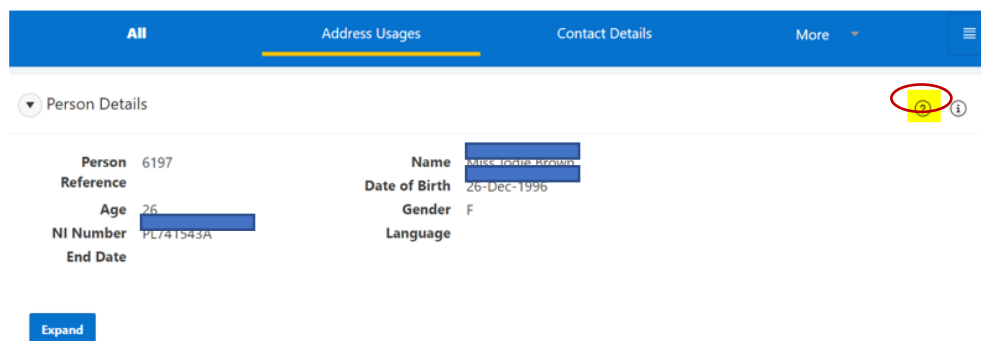 All Address Usages Contact Details More
Person Details
Person Reference 6197
Name
Date of Birth
Age 26
Gender F
NI Number
Language
End Date
Expand